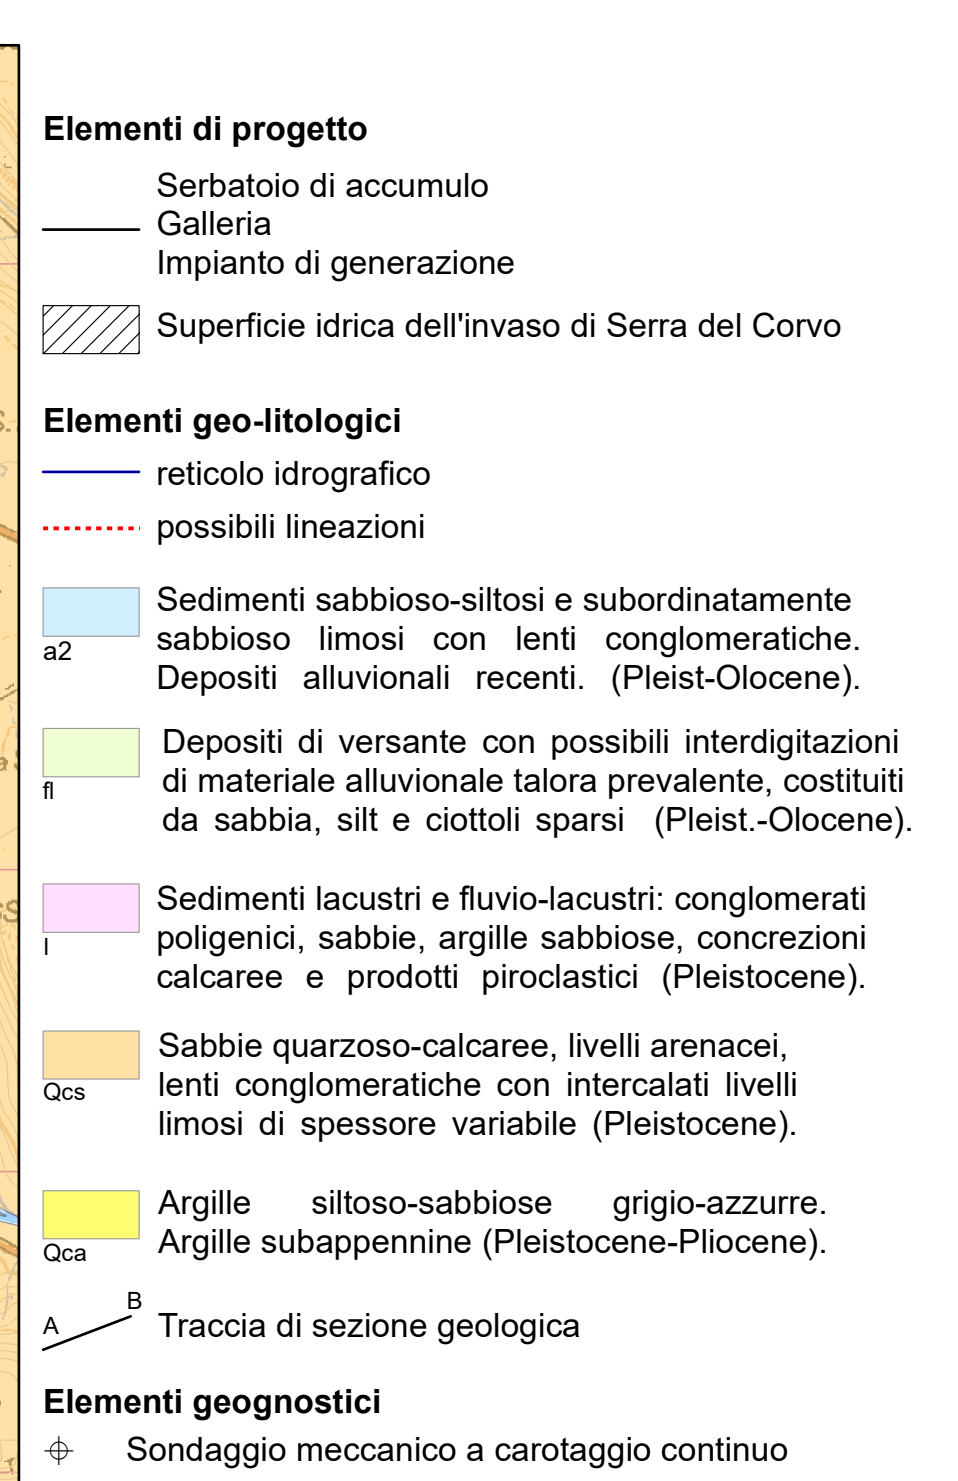 Elementi di progetto
Serbatoio di accumulo
Galleria
Impianto di generazione
Superficie idrica dell'invaso di Serra del Corvo
Elementi geo-litologici
reticolo idrografico
possibili lineazioni
a2
Sedimenti sabbioso-siltosi e subordinatamente
sabbioso limosi con lenti conglomeratiche.
Depositi alluvionali recenti. (Pleist-Olocene).
fl
Depositi di versante con possibili interdigitazioni
di materiale alluvionale talora prevalente, costituiti
da sabbia, silt e ciottoli sparsi (Pleist.-Olocene).
l
Sedimenti lacustri e fluvio-lacustri: conglomerati
poligenici, sabbie, argille sabbiose, concrezioni
calcaree e prodotti piroclastici (Pleistocene).
Qcs
Sabbie quarzoso-calcaree, livelli arenacei,
lenti conglomeratiche con intercalati livelli
limosi di spessore variabile (Pleistocene).
Qca
Argille siltoso-sabbiose grigio-azzurre.
Argille subappennine (Pleistocene-Pliocene).
A B
Traccia di sezione geologica
Elementi geognostici
Sondaggio meccanico a carotaggio continuo